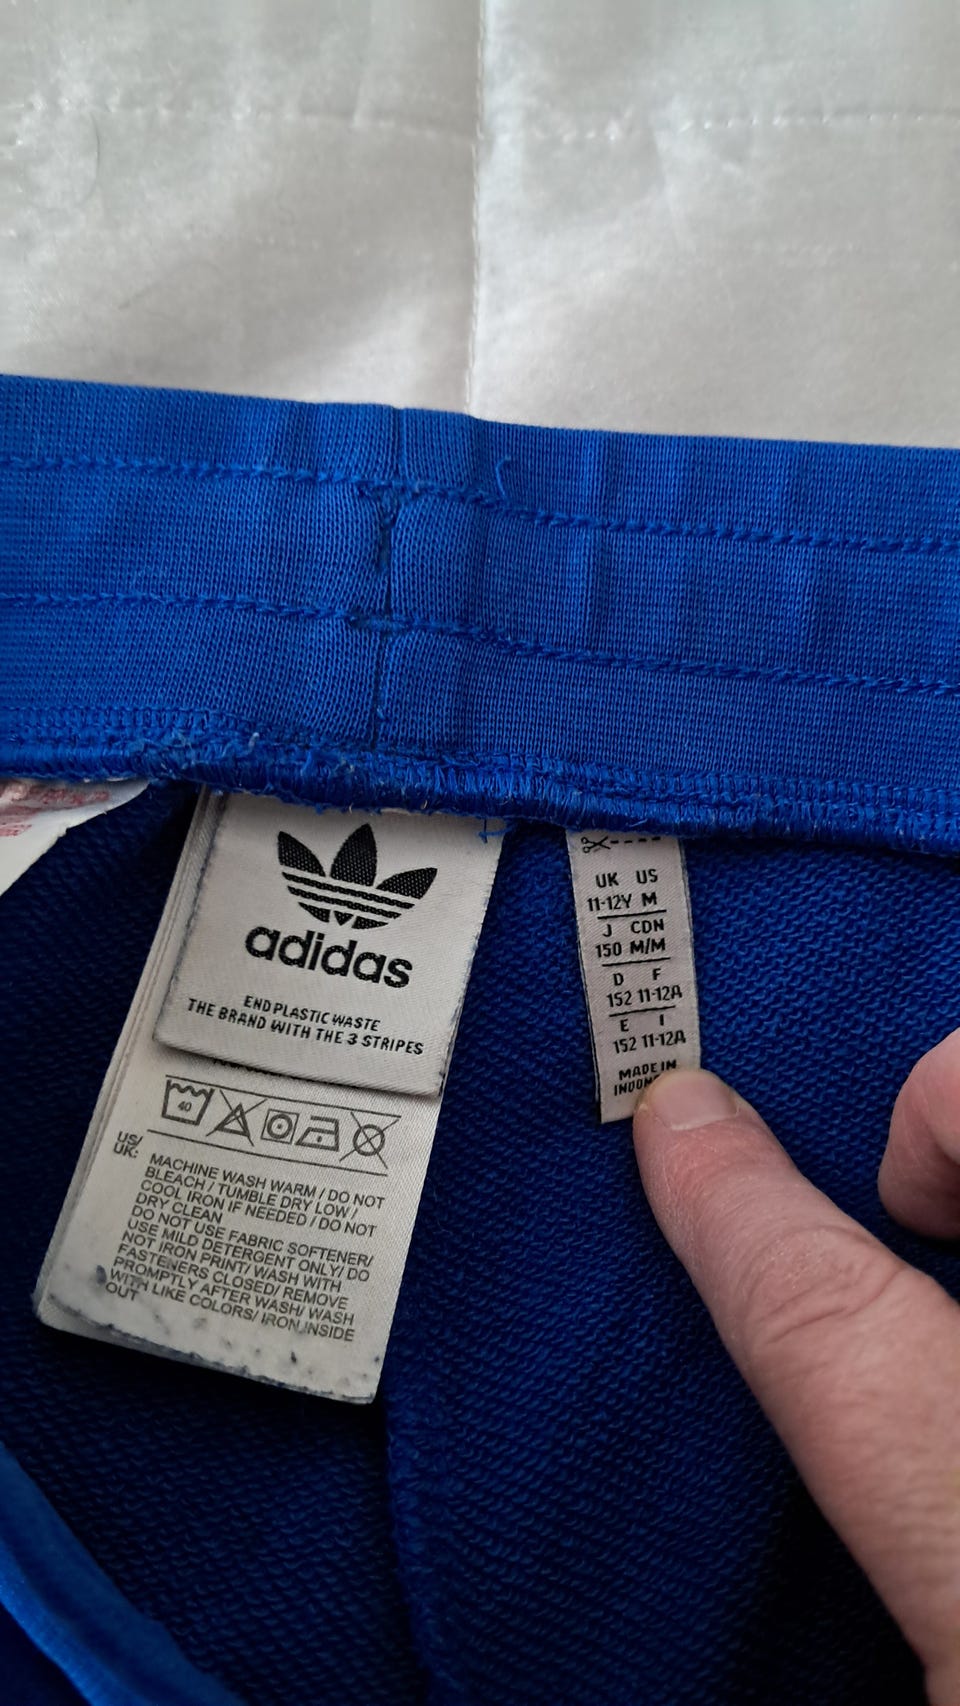 adidas
END PLASTIC WASTE
THE BRAND WITH THE 3 STRIPES
40
US/
UK:
MACHINE WASH WARM / DO NOT
BLEACH / TUMBLE DRY LOW /
COOL IRON IF NEEDED / DO NOT
DRY CLEAN
DO NOT USE FABRIC SOFTENER/
USE MILD DETERGENT ONLY/ DO
NOT IRON PRINT/ WASH WITH
FASTENERS CLOSED/ REMOVE
PROMPTLY AFTER WASH/ WASH
WITH LIKE COLORS/ IRON INSIDE
OUT
UK US
11-12Y M
J CDN
150 M/M
D F
152 11-12A
E I
152 11-12A
MADE IN